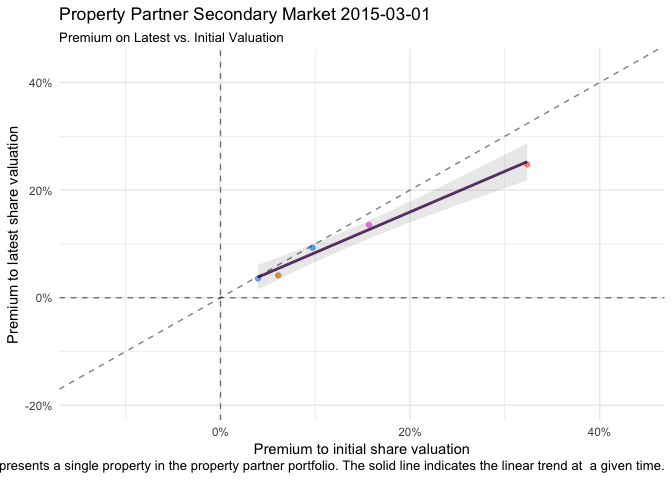 Property Partner Secondary Market 2015-03-01
Premium on Latest vs. Initial Valuation
Premium to latest share valuation
40%
20%
0%
-20%
0%
20%
40%
Premium to initial share valuation
presents a single property in the property partner portfolio. The solid line indicates the linear trend at  a given time.